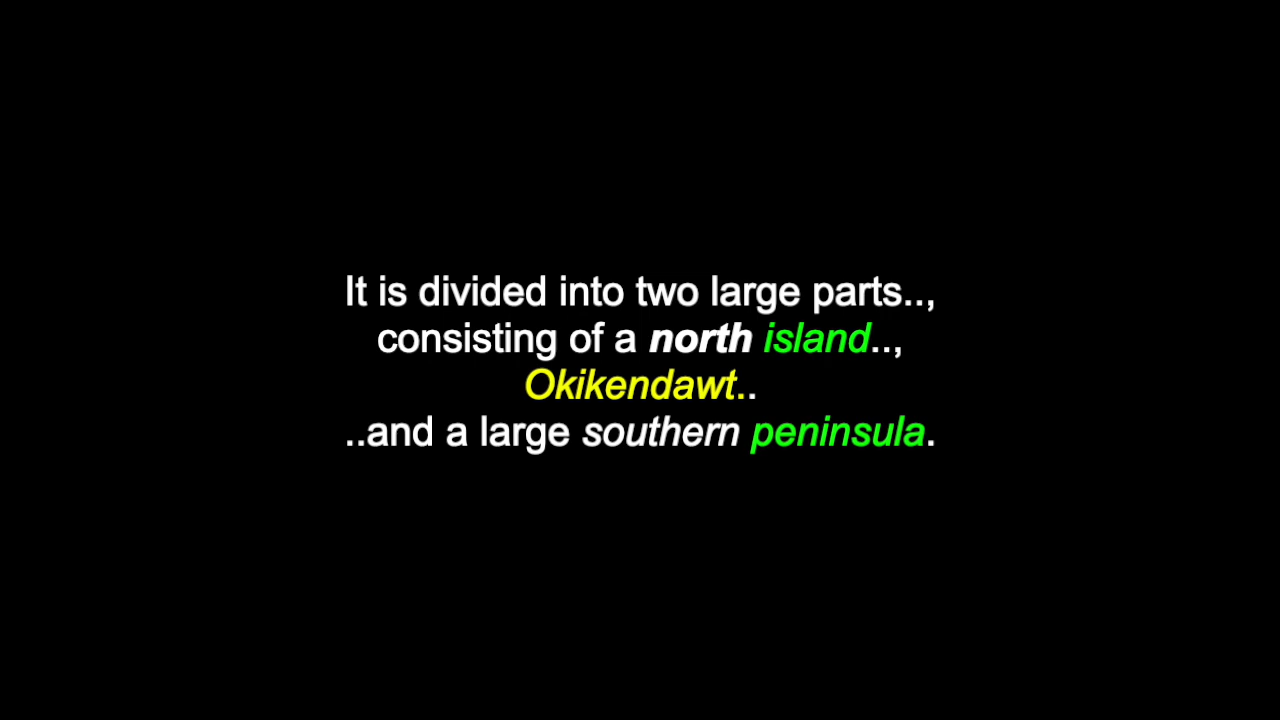 It is divided into two large parts..,
consisting of a north island..,
Okikendawt..
..and a large southern peninsula.